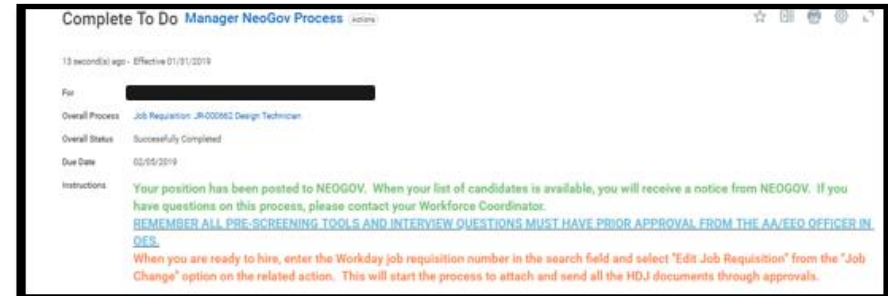 Complete To Do Manager NeoGov Process Actions
13 second(s) ago - Effective 01/31/2019
For
Overall Process Job Requisition: JR-000662 Design Technician
Overall Status Successfully Completed
Due Date 02/05/2019
Instructions Your position has been posted to NEOGOV. When your list of candidates is available, you will receive a notice from NEOGOV. If you
have questions on this process, please contact your Workforce Coordinator.
REMEMBER ALL PRE-SCREENING TOOLS AND INTERVIEW QUESTIONS MUST HAVE PRIOR APPROVAL FROM THE AA/EEO OFFICER IN
OES.
When you are ready to hire, enter the Workday job requisition number in the search field and select "Edit Job Requisition" from the "Job
Change" option on the related action. This will start the process to attach and send all the HDJ documents through approvals.